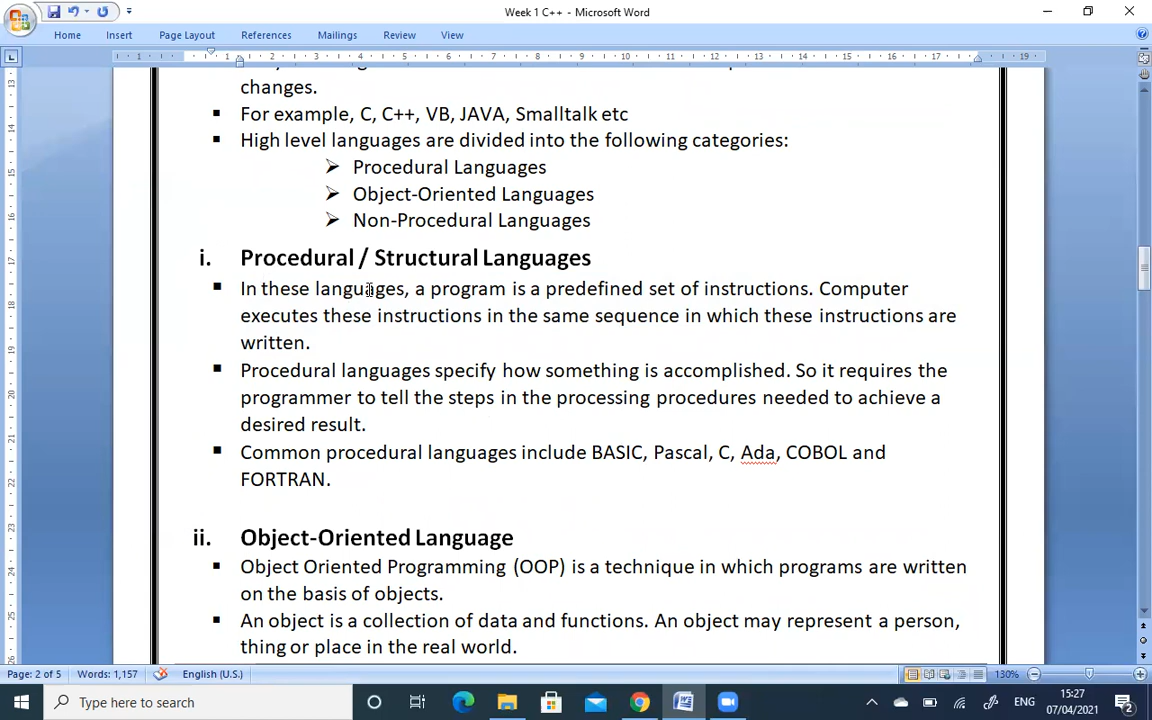 Week 1 C++ - Microsoft Word
Home Insert Page Layout References Mailings Review View
changes.
▪ For example, C, C++, VB, JAVA, Smalltalk etc
▪ High level languages are divided into the following categories:
➢ Procedural Languages
➢ Object-Oriented Languages
➢ Non-Procedural Languages
i. Procedural / Structural Languages
▪ In these languages, a program is a predefined set of instructions. Computer
executes these instructions in the same sequence in which these instructions are
written.
▪ Procedural languages specify how something is accomplished. So it requires the
programmer to tell the steps in the processing procedures needed to achieve a
desired result.
▪ Common procedural languages include BASIC, Pascal, C, Ada, COBOL and
FORTRAN.
ii. Object-Oriented Language
▪ Object Oriented Programming (OOP) is a technique in which programs are written
on the basis of objects.
▪ An object is a collection of data and functions. An object may represent a person,
thing or place in the real world.
Page: 2 of 5 Words: 1,157 English (U.S.) 130%
Type here to search ENG 15:27
07/04/2021 2